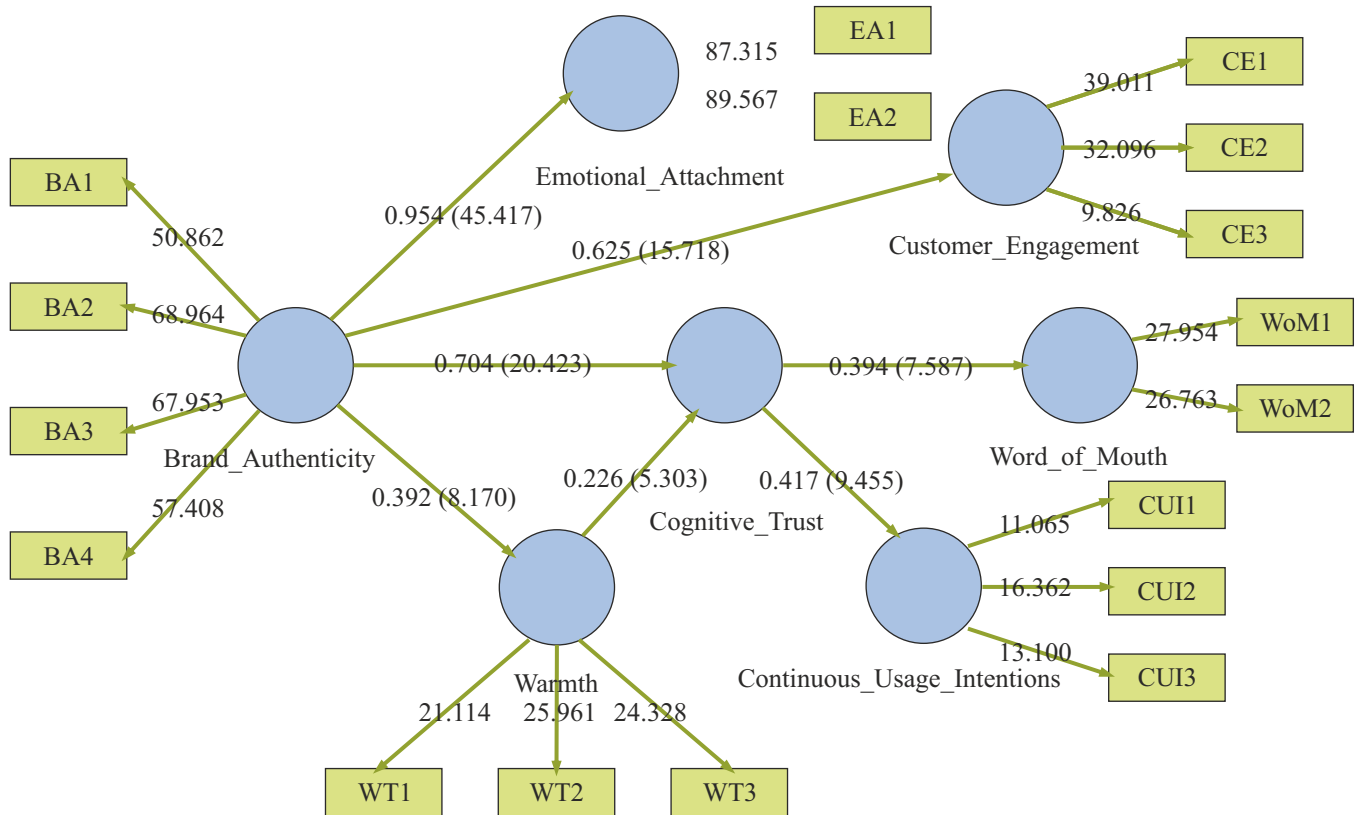 EA1
87.315
CE1
39.011
89.567
EA2
CE2
32.096
BA1
Emotional_Attachment
0.954 (45.417)
9.826
CE3
50.862
0.625 (15.718)
Customer_Engagement
BA2
68.964
WoM1
27.954
0.704 (20.423)
0.394 (7.587)
26.763
WoM2
67.953
BA3
Brand_Authenticity
Word_of_Mouth
0.392 (8.170)
0.226 (5.303)
0.417 (9.455)
57.408
Cognitive_Trust
11.065
CUI1
BA4
16.362
CUI2
13.100
CUI3
Warmth
Continuous_Usage_Intentions
21.114
25.961
24.328
WT1
WT2
WT3